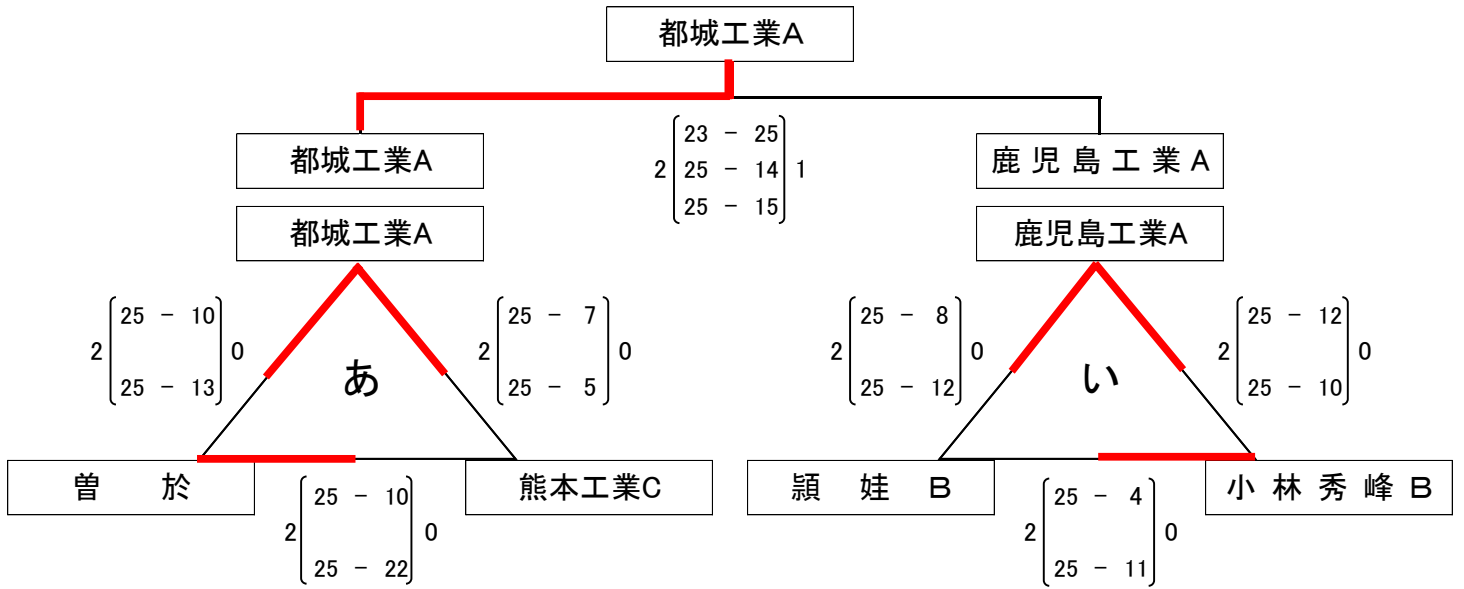 都城工業A
都城工業A
2 23 － 25 1
25 － 14
25 － 15
鹿児島工業A
都城工業A
鹿児島工業A
2 25 － 10 0
25 － 13
あ
2 25 － 7 0
25 － 5
2 25 － 8 0
25 － 12
い
2 25 － 12 0
25 － 10
曽　於
熊本工業C
頴　娃　B
小林秀峰B
2 25 － 10 0
25 － 22
2 25 － 4 0
25 － 11